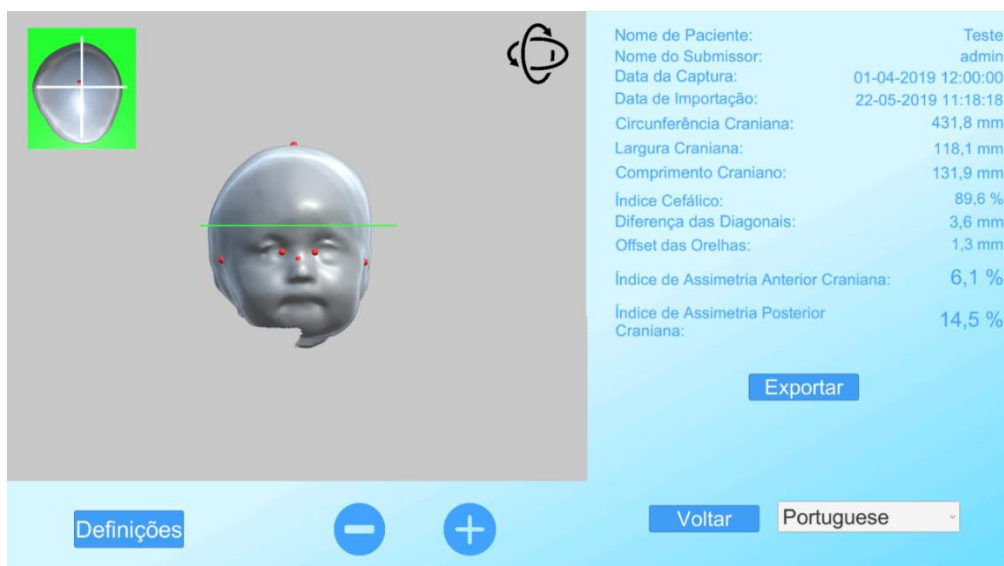 Nome de Paciente: Teste
Nome do Submissor: admin
Data da Captura: 01-04-2019 12:00:00
Data de Importação: 22-05-2019 11:18:18
Circunferência Craniana: 431,8 mm
Largura Craniana: 118,1 mm
Comprimento Craniano: 131,9 mm
Índice Cefálico: 89,6 %
Diferença das Diagonais: 3,6 mm
Offset das Orelhas: 1,3 mm
Índice de Assimetria Anterior Craniana: 6,1 %
Índice de Assimetria Posterior
Craniana: 14,5 %
Exportar
Definições
Voltar
Portuguese